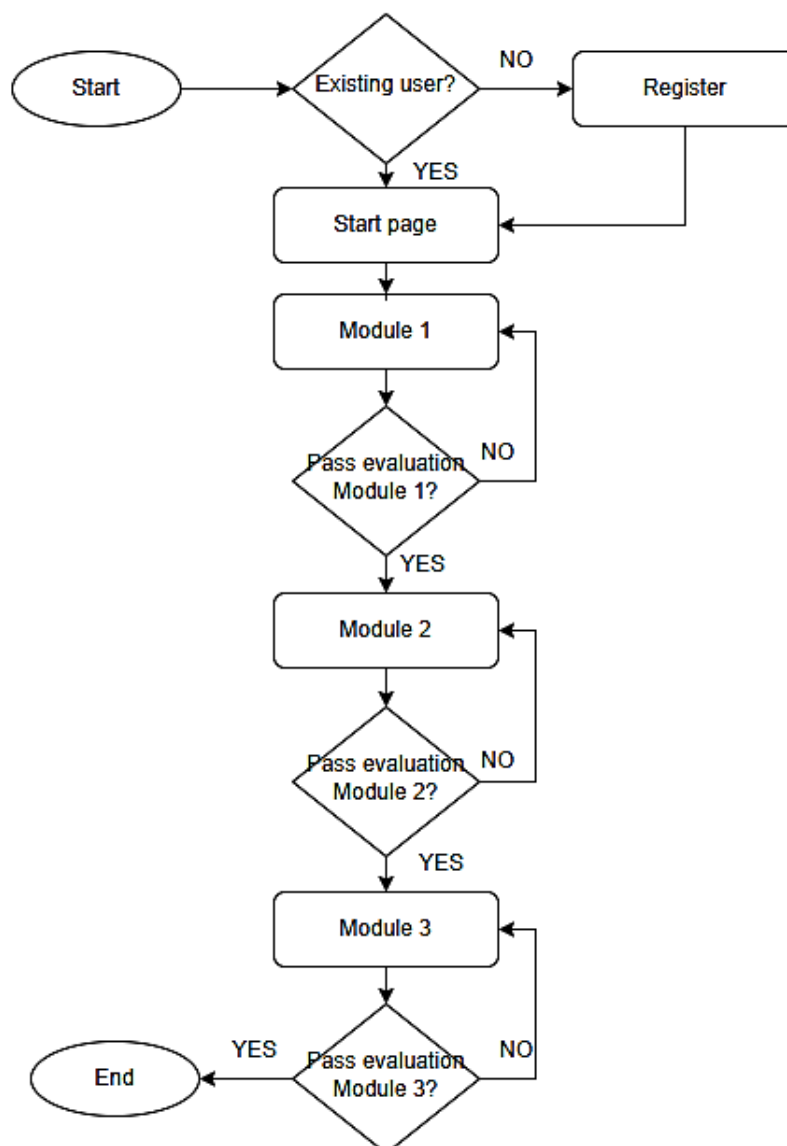 Start
Existing user?
NO
Register
YES
Start page
Module 1
Pass evaluation
Module 1?
NO
YES
Module 2
Pass evaluation
Module 2?
NO
YES
Module 3
End
YES
Pass evaluation
Module 3?
NO